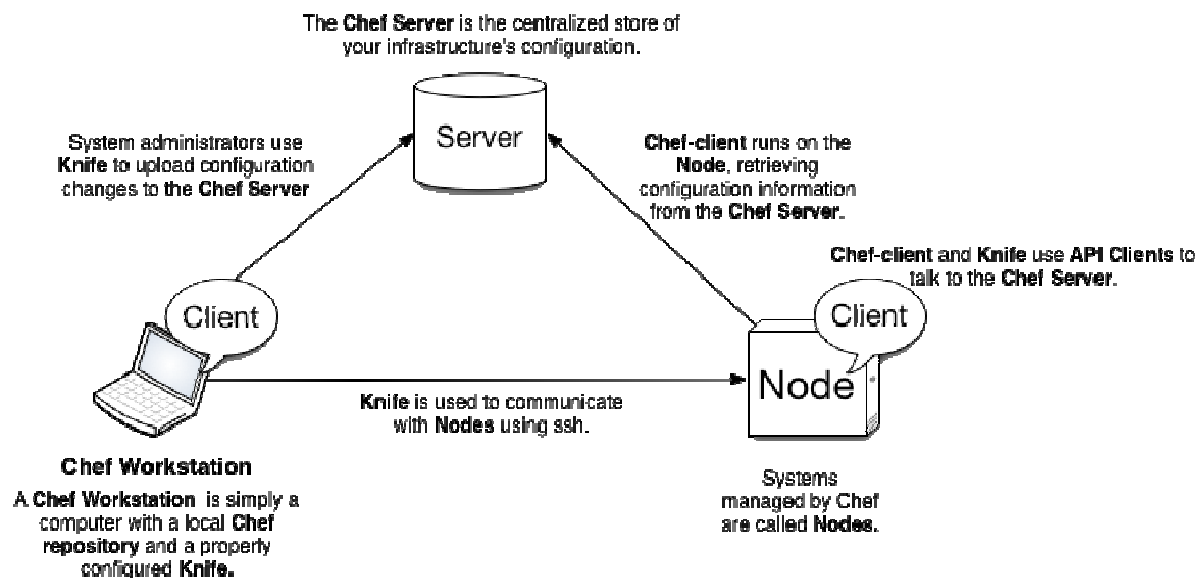 The Chef Server is the centralized store of
your infrastructure's configuration.
Server
System administrators use
Knife to upload configuration
changes to the Chef Server
Chef-client runs on the
Node, retrieving
configuration information
from the Chef Server.
Chef-client and Knife use API Clients to
talk to the Chef Server.
Client
Client
Node
Knife is used to communicate
with Nodes using ssh.
Chef Workstation
A Chef Workstation is simply a
computer with a local Chef
repository and a properly
configured Knife.
Systems
managed by Chef
are called Nodes.